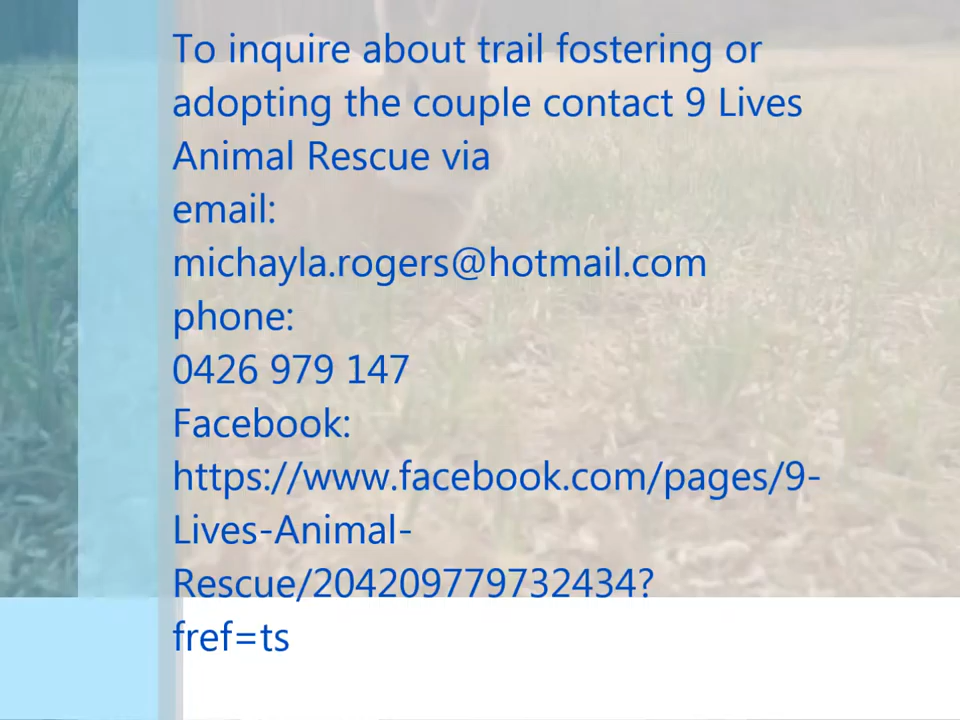 To inquire about trail fostering or
adopting the couple contact 9 Lives
Animal Rescue via
email:
michayla.rogers@hotmail.com
phone:
0426 979 147
Facebook:
https://www.facebook.com/pages/9-
Lives-Animal-
Rescue/204209779732434?
fref=ts